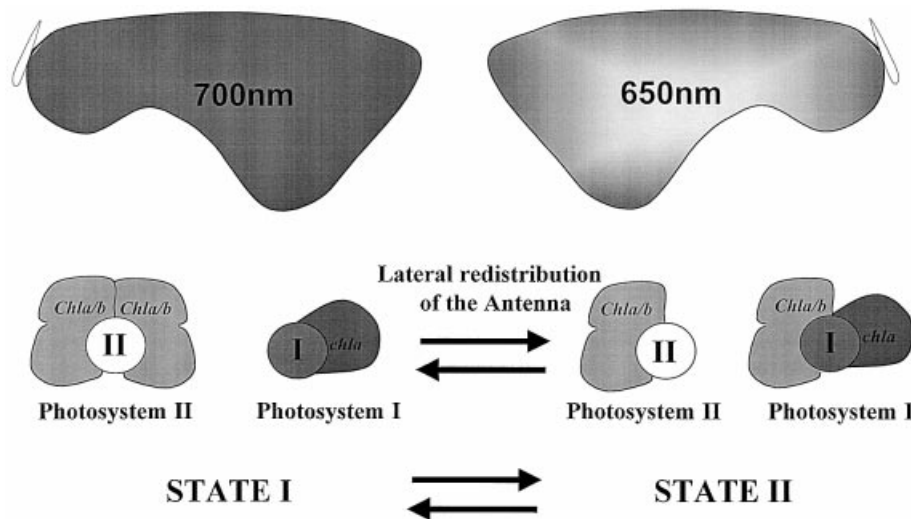 700nm
650nm
Lateral redistribution
of the Antenna
Chla/b
Chla/b
II
I
chla
Chla/b
II
Chla/b
I
chla
Photosystem II
Photosystem I
Photosystem II
Photosystem I
STATE I
STATE II